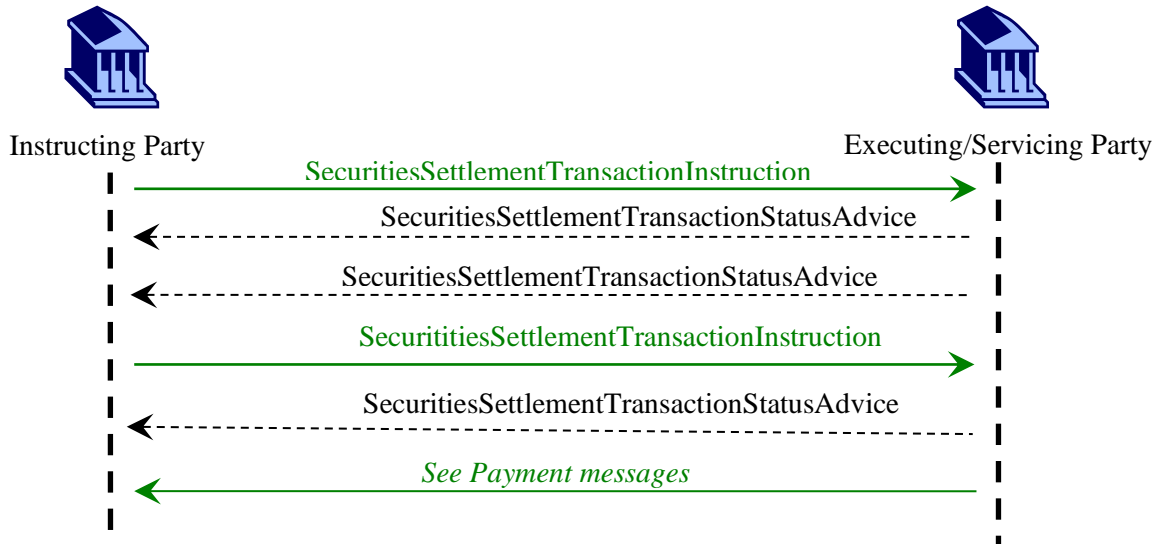 Instructing Party
Executing/Servicing Party
SecuritiesSettlementTransactionInstruction
SecuritiesSettlementTransactionStatusAdvice
SecuritiesSettlementTransactionStatusAdvice
SecurititiesSettlementTransactionInstruction
SecuritiesSettlementTransactionStatusAdvice
See Payment messages